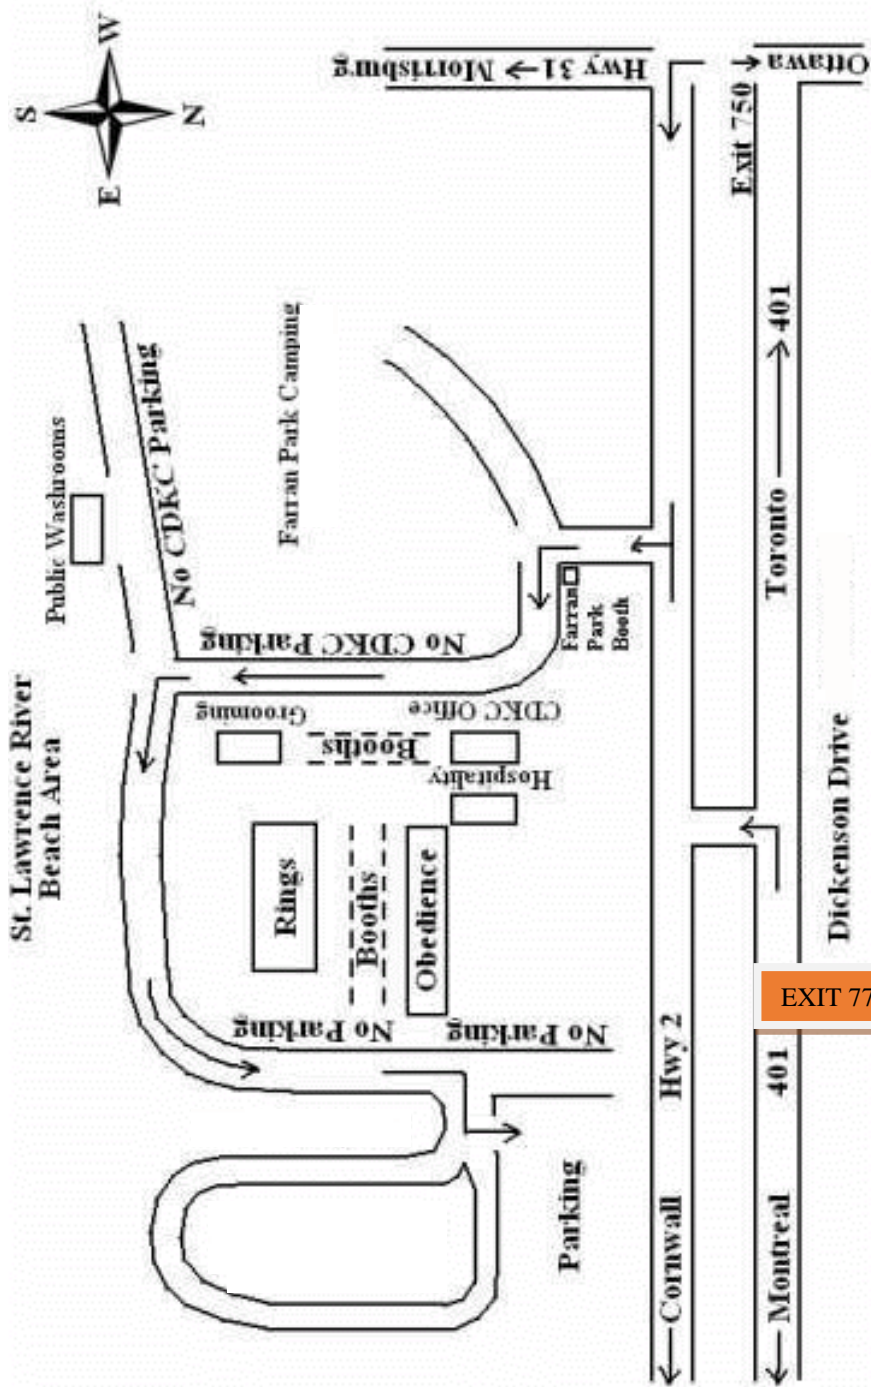 S
W
E
N
Morrisburg <- Hwy 31
Ottawa
Exit 750
Public Washrooms
No CDKC Parking
Farran Park Camping
Toronto
401
St. Lawrence River
Beach Area
No CDKC Parking
Farran
Park
Booth
Grooming
Booths
CDKC Office
Hospitality
Rings
Booths
Obedience
Dickenson Drive
No Parking
No Parking
Hwy 2
Parking
Cornwall
Montreal
401